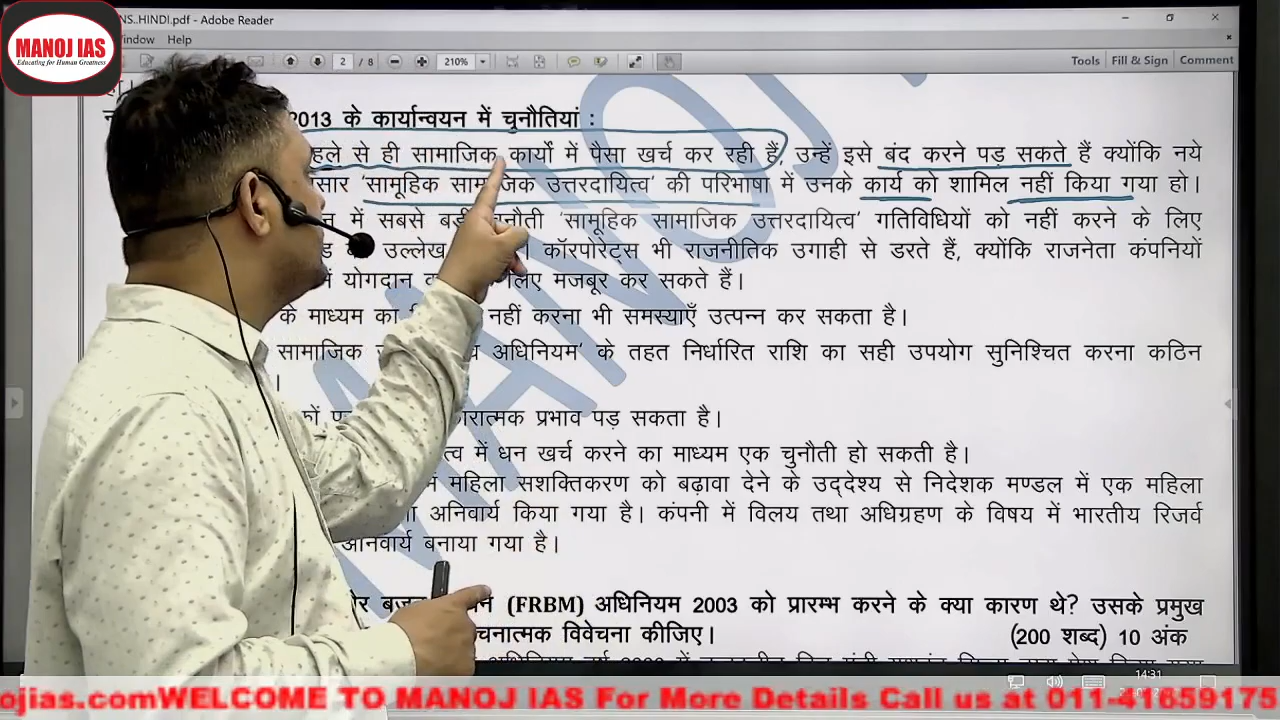 MANOJ IAS
Educating for Human Greatness
NS..HINDI.pdf - Adobe Reader
indow Help
2 / 8 210% Tools Fill & Sign Comment
2013 के कार्यान्वयन में चुनौतियां :
हले से ही सामाजिक कार्यों में पैसा खर्च कर रही हैं, उन्हें इसे बंद करने पड़ सकते हैं क्योंकि नये
सार ‘सामूहिक सामाजिक उत्तरदायित्व’ की परिभाषा में उनके कार्य को शामिल नहीं किया गया हो।
में सबसे बड़ी चुनौती ‘सामूहिक सामाजिक उत्तरदायित्व’ गतिविधियों को नहीं करने के लिए
उल्लेख कॉरपोरेट्स भी राजनीतिक उगाही से डरते हैं, क्योंकि राजनेता कंपनियों
में योगदान लिए मजबूर कर सकते हैं।
के माध्यम का नहीं करना भी समस्याएँ उत्पन्न कर सकता है।
सामाजिक अधिनियम’ के तहत निर्धारित राशि का सही उपयोग सुनिश्चित करना कठिन
।
कारात्मक प्रभाव पड़ सकता है।
त्व में धन खर्च करने का माध्यम एक चुनौती हो सकती है।
में महिला सशक्तिकरण को बढ़ावा देने के उद्देश्य से निदेशक मण्डल में एक महिला
अनिवार्य किया गया है। कंपनी में विलय तथा अधिग्रहण के विषय में भारतीय रिजर्व
अनिवार्य बनाया गया है।
(FRBM) अधिनियम 2003 को प्रारम्भ करने के क्या कारण थे? उसके प्रमुख
चनात्मक विवेचना कीजिए। (200 शब्द) 10 अंक
14:31
ojias.comWELCOME TO MANOJ IAS For More Details Call us at 011-41659175